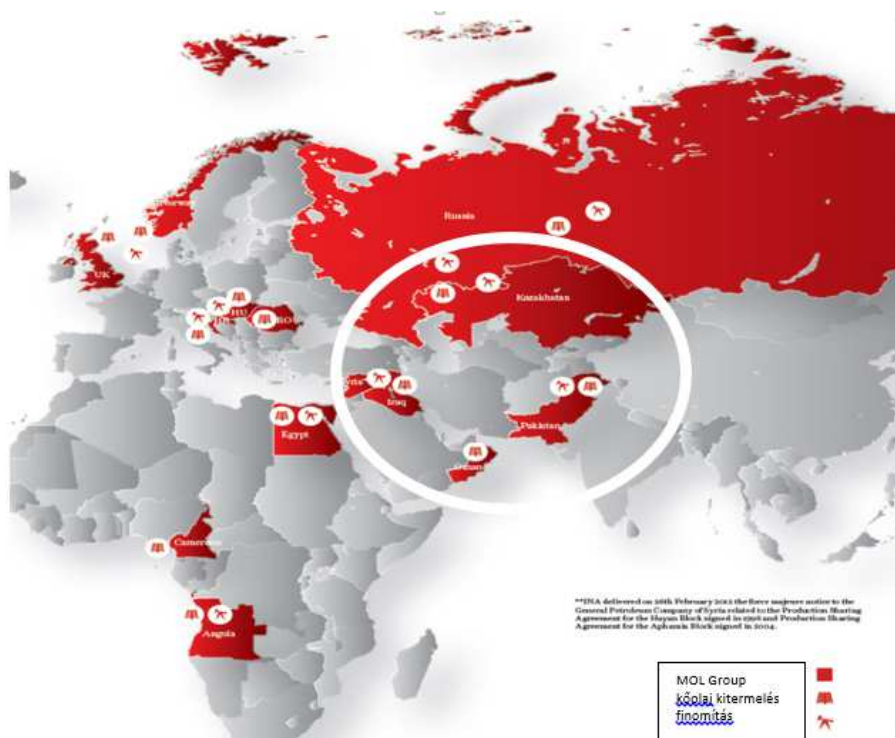 Russia
UK
Kazakhstan
HU
Iraq
Egypt
Pakistan
Oman
Cameroon
Angola
**INA delivered on 26th February 2012 the force majeure notice to the
General Petroleum Company of Syria related to the Production Sharing
Agreement for the Hayan Block signed in 1998 and Production Sharing
Agreement for the Aphamia Block signed in 2004.
MOL Group
kőolaj kitermelés
finomítás